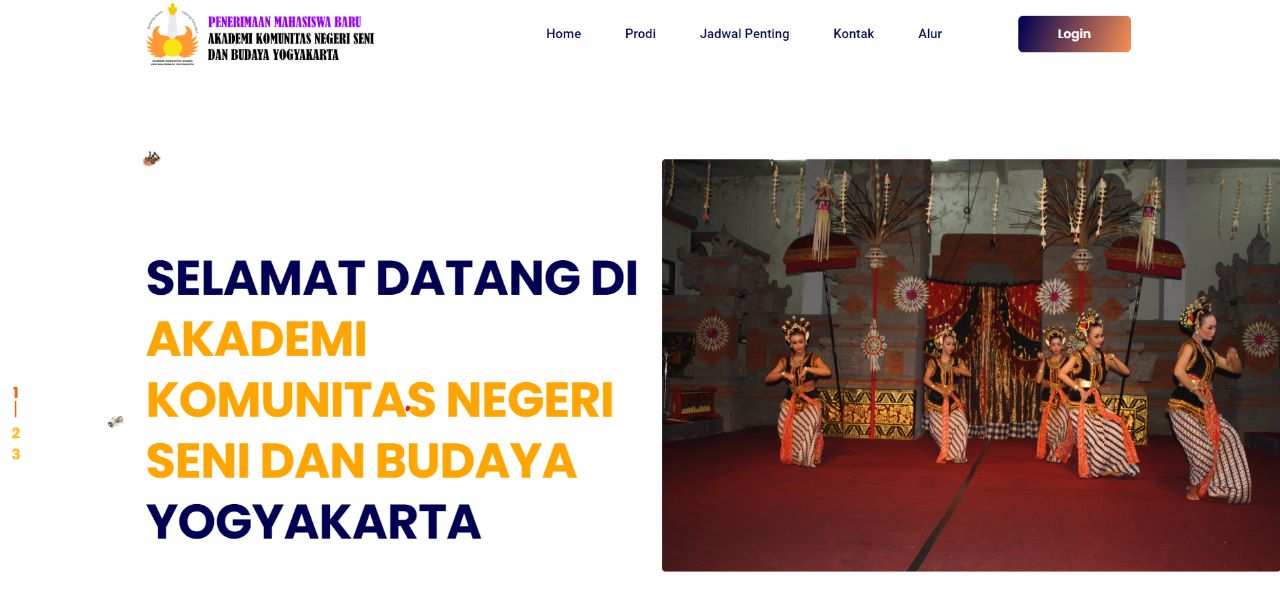 PENERIMAAN MAHASISWA BARU
AKADEMI KOMUNITAS NEGERI SENI
DAN BUDAYA YOGYAKARTA
Home
Prodi
Jadwal Penting
Kontak
Alur
Login
SELAMAT DATANG DI
AKADEMI
KOMUNITAS NEGERI
SENI DAN BUDAYA
YOGYAKARTA
1
2
3